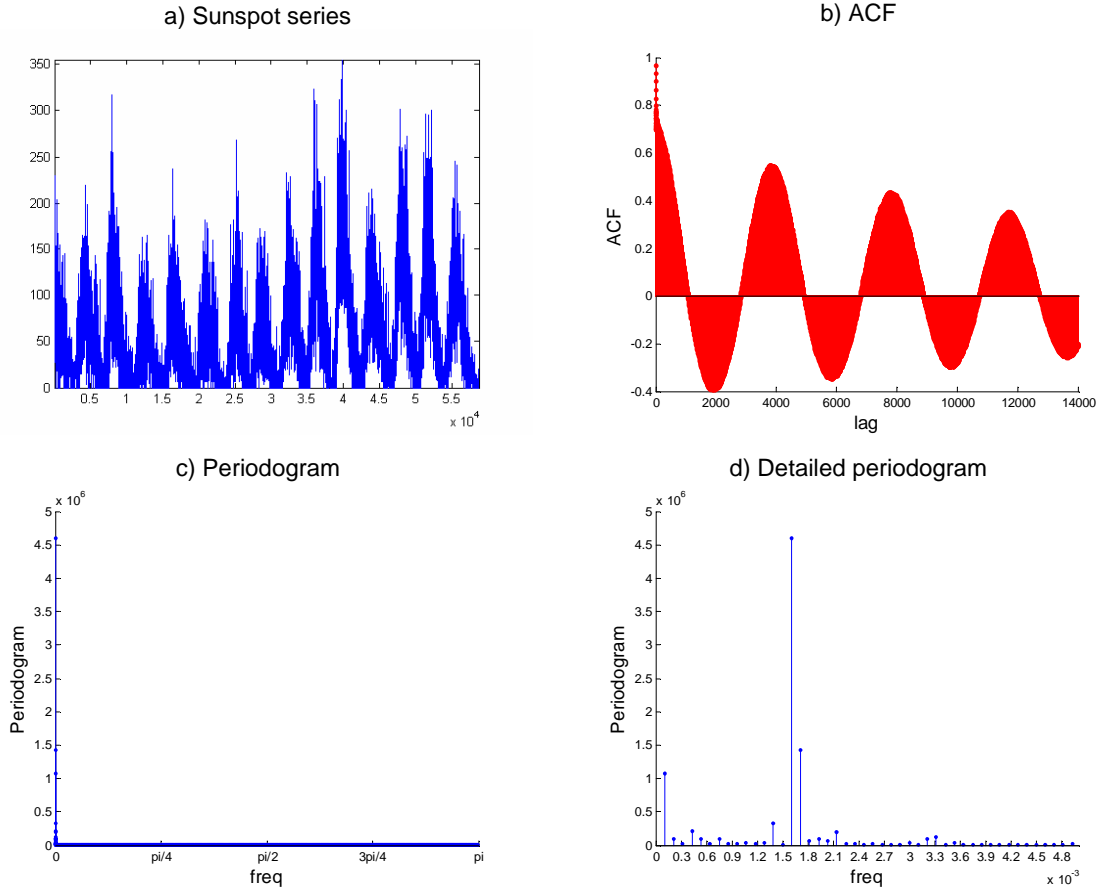 a) Sunspot series
350
300
250
200
150
100
50
0
0.5 1 1.5 2 2.5 3 3.5 4 4.5 5 5.5
x 10^4
b) ACF
ACF
1
0.8
0.6
0.4
0.2
0
-0.2
-0.4
0 2000 4000 6000 8000 10000 12000 14000
lag
c) Periodogram
x 10^6
Periodogram
5
4.5
4
3.5
3
2.5
2
1.5
1
0.5
0
0 pi/4 pi/2 3pi/4 pi
freq
d) Detailed periodogram
x 10^6
Periodogram
5
4.5
4
3.5
3
2.5
2
1.5
1
0.5
0
0 0.3 0.6 0.9 1.2 1.5 1.8 2.1 2.4 2.7 3 3.3 3.6 3.9 4.2 4.5 4.8
freq
x 10^-3